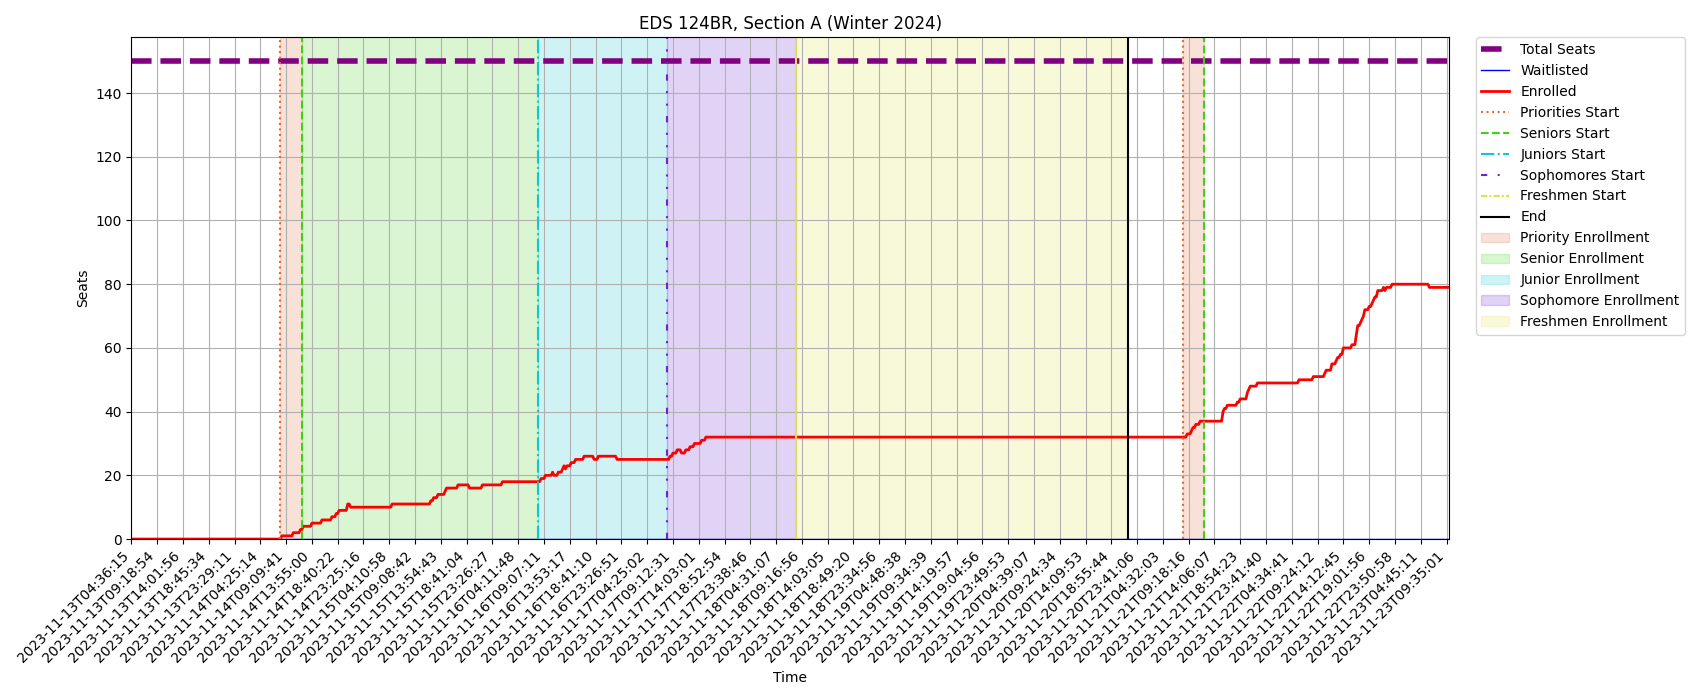 EDS 124BR, Section A (Winter 2024)
Total Seats
Waitlisted
Enrolled
Priorities Start
Seniors Start
Juniors Start
Sophomores Start
Freshmen Start
End
Priority Enrollment
Senior Enrollment
Junior Enrollment
Sophomore Enrollment
Freshmen Enrollment
Seats
140
120
100
80
60
40
20
0
2023-11-13T04:36:15
2023-11-13T09:18:54
2023-11-13T14:01:56
2023-11-13T18:45:34
2023-11-13T23:29:11
2023-11-14T04:25:14
2023-11-14T09:09:41
2023-11-14T13:55:00
2023-11-14T18:40:22
2023-11-14T23:25:16
2023-11-15T04:10:58
2023-11-15T09:08:42
2023-11-15T13:54:43
2023-11-15T18:41:04
2023-11-15T23:26:27
2023-11-16T04:11:48
2023-11-16T09:07:11
2023-11-16T13:53:17
2023-11-16T18:41:10
2023-11-16T23:26:51
2023-11-17T04:25:02
2023-11-17T09:12:31
2023-11-17T14:03:01
2023-11-17T18:52:54
2023-11-17T23:38:46
2023-11-18T04:31:07
2023-11-18T09:16:56
2023-11-18T14:03:05
2023-11-18T18:49:20
2023-11-18T23:34:56
2023-11-19T04:48:38
2023-11-19T09:34:39
2023-11-19T14:19:57
2023-11-19T19:04:56
2023-11-19T23:49:53
2023-11-20T04:39:07
2023-11-20T09:24:34
2023-11-20T14:09:53
2023-11-20T18:55:44
2023-11-20T23:41:06
2023-11-21T04:32:03
2023-11-21T09:18:16
2023-11-21T14:06:07
2023-11-21T18:54:23
2023-11-21T23:41:40
2023-11-22T04:34:41
2023-11-22T09:24:12
2023-11-22T14:12:45
2023-11-22T19:01:56
2023-11-22T23:50:58
2023-11-23T04:45:11
2023-11-23T09:35:01
Time